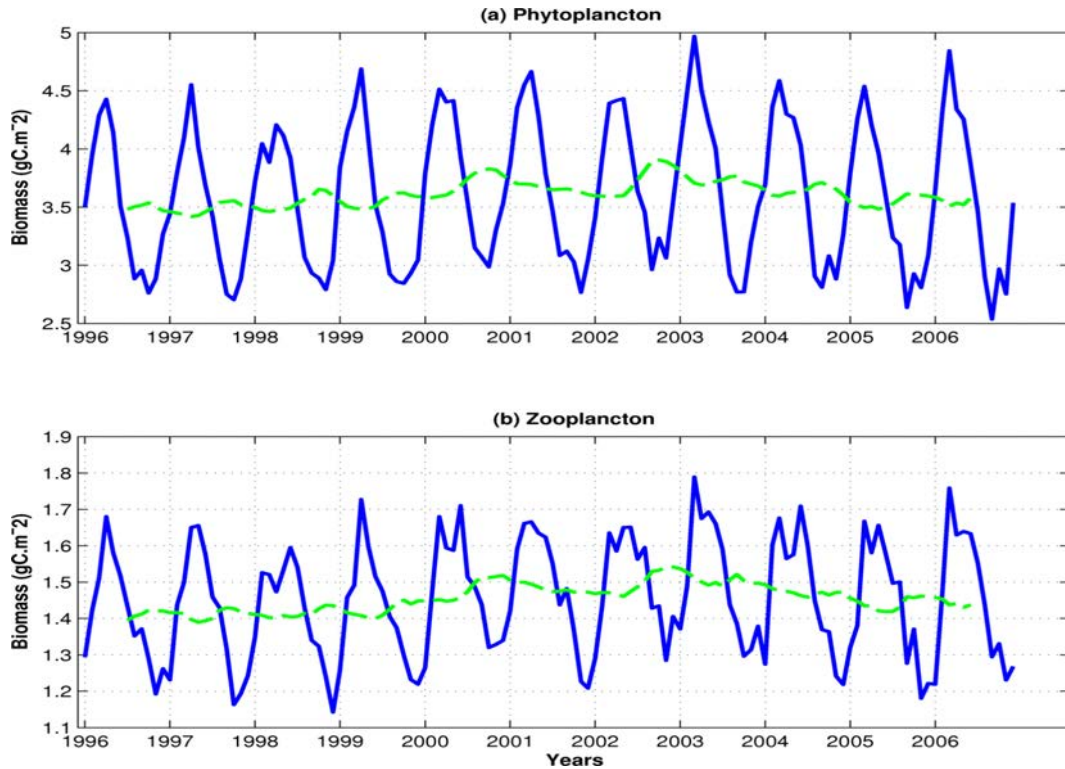 (a) Phytoplancton
5
4.5
4
3.5
3
2.5
Biomass (gC.m⁻2)
1996 1997 1998 1999 2000 2001 2002 2003 2004 2005 2006
(b) Zooplancton
1.9
1.8
1.7
1.6
1.5
1.4
1.3
1.2
1.1
Biomass (gC.m⁻2)
1996 1997 1998 1999 2000 2001 2002 2003 2004 2005 2006
Years